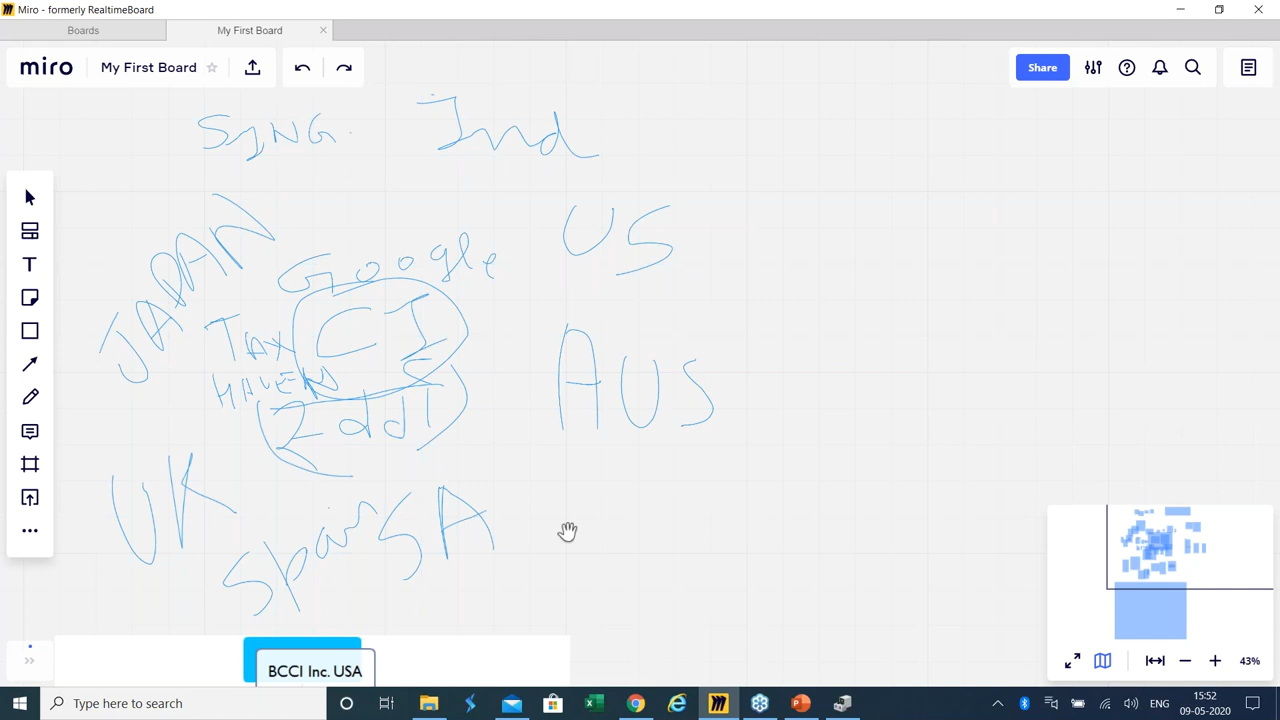 Miro - formerly RealtimeBoard
Boards
My First Board
miro
My First Board
Share
SING.
Ind
JAPAN
Google
US
TAX
HAVEN
CI
AUS
UK
Spain
SA
BCCI Inc. USA
43%
Type here to search
ENG
15:52
09-05-2020